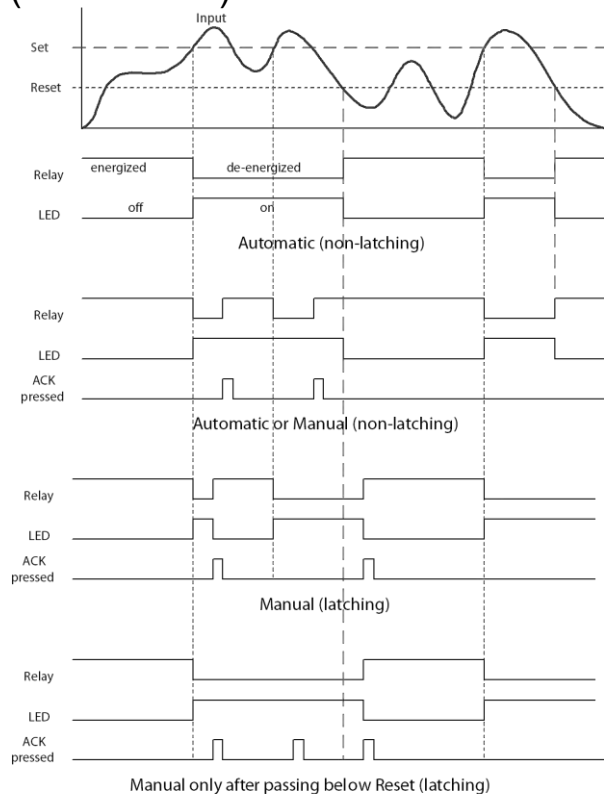 Input
Set
Reset
Relay energized de-energized
LED off on
Automatic (non-latching)
Relay
LED
ACK
pressed
Automatic or Manual (non-latching)
Relay
LED
ACK
pressed
Manual (latching)
Relay
LED
ACK
pressed
Manual only after passing below Reset (latching)